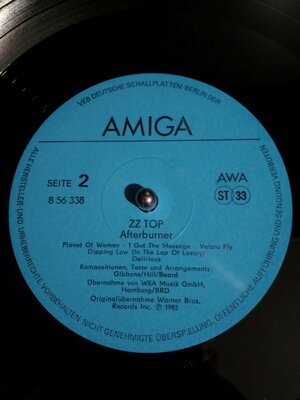 VEB DEUTSCHE SCHALLPLATTEN BERLIN DDR
AMIGA
SEITE 2
8 56 338
AWA
ST 33
ZZ TOP
Afterburner
Planet Of Women - I Got The Message - Velcro Fly
Dipping Low (In The Lap Of Luxury)
Delirious
Kompositionen, Texte und Arrangements:
Gibbons/Hill/Beard
Übernahme von WEA Musik GmbH,
Hamburg/BRD
Originalübernahme Warner Bros.
Records Inc. ℗ 1985
ALLE HERSTELLER- UND URHEBERRECHTE VORBEHALTEN · NICHT GENEHMIGTE ÜBERSPIELUNG, ÖFFENTLICHE AUFFÜHRUNG UND SENDUNG VERBOTEN